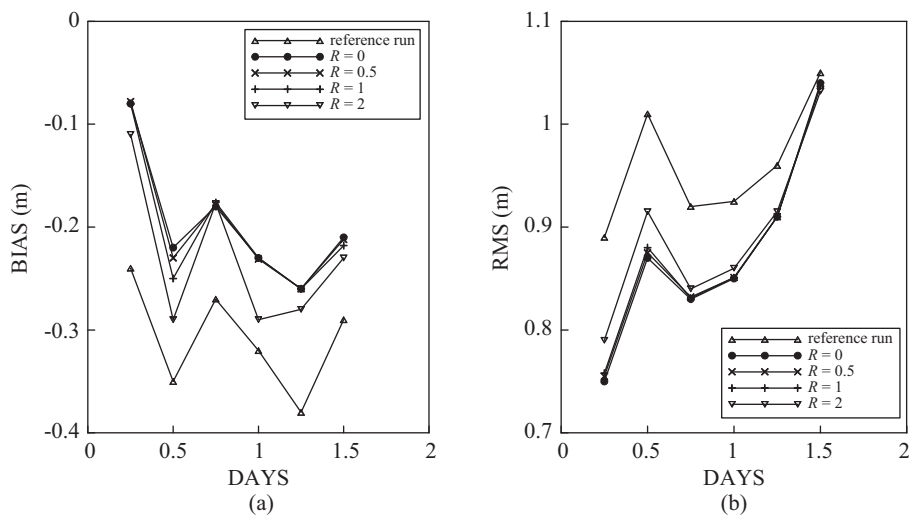 0
-0.1
-0.2
-0.3
-0.4
BIAS (m)
reference run
R = 0
R = 0.5
R = 1
R = 2
0
0.5
1
1.5
2
DAYS
(a)
1.1
1
0.9
0.8
0.7
RMS (m)
reference run
R = 0
R = 0.5
R = 1
R = 2
0
0.5
1
1.5
2
DAYS
(b)